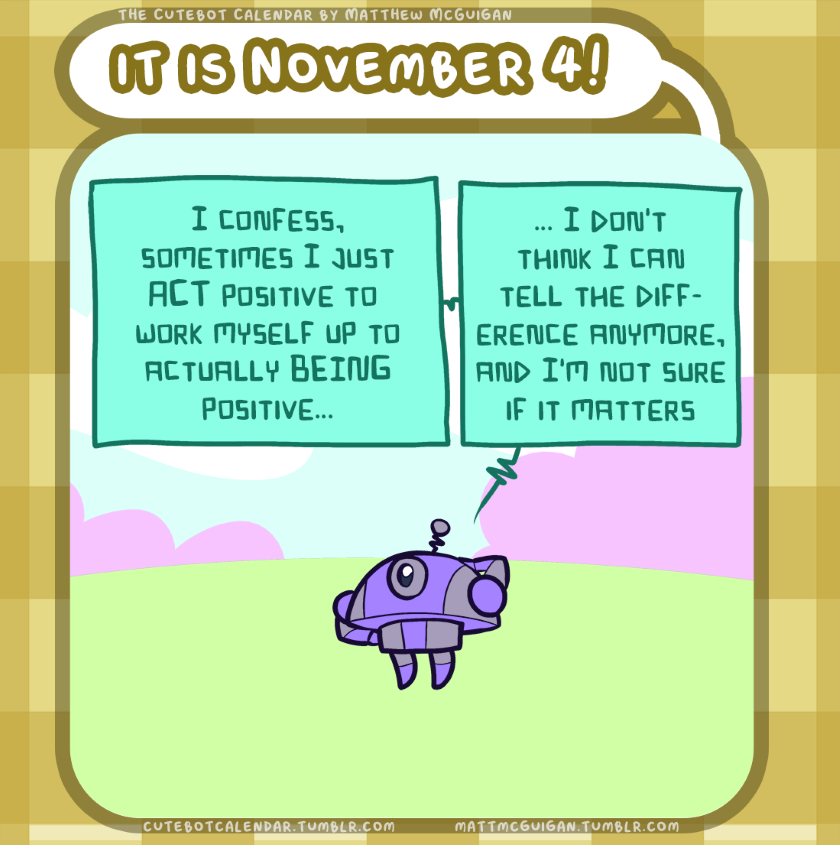 THE CUTEBOT CALENDAR BY MATTHEW MCGUIGAN
IT IS NOVEMBER 4!
I CONFESS,
SOMETIMES I JUST
ACT POSITIVE TO
WORK MYSELF UP TO
ACTUALLY BEING
POSITIVE...
... I DON'T
THINK I CAN
TELL THE DIFF-
ERENCE ANYMORE,
AND I'M NOT SURE
IF IT MATTERS
CUTEBOTCALENDAR.TUMBLR.COM
MATTMCGUIGAN.TUMBLR.COM